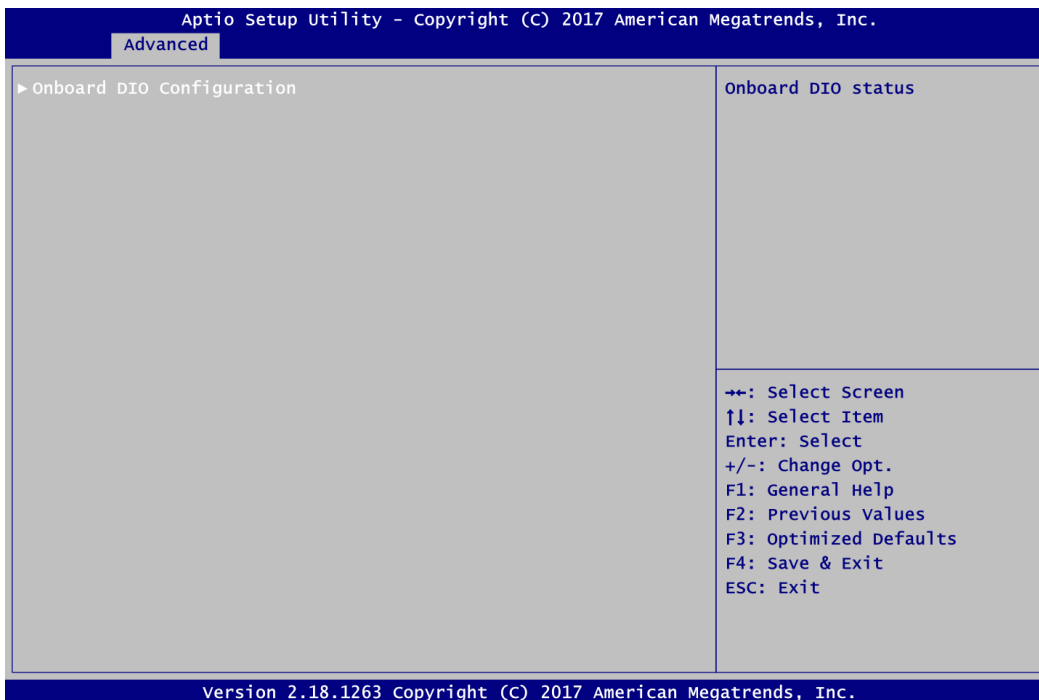 Aptio Setup Utility - Copyright (C) 2017 American Megatrends, Inc.
Advanced
►Onboard DIO Configuration
Onboard DIO status
→←: Select Screen
↑↓: Select Item
Enter: Select
+/-: Change Opt.
F1: General Help
F2: Previous Values
F3: Optimized Defaults
F4: Save & Exit
ESC: Exit
Version 2.18.1263 Copyright (C) 2017 American Megatrends, Inc.